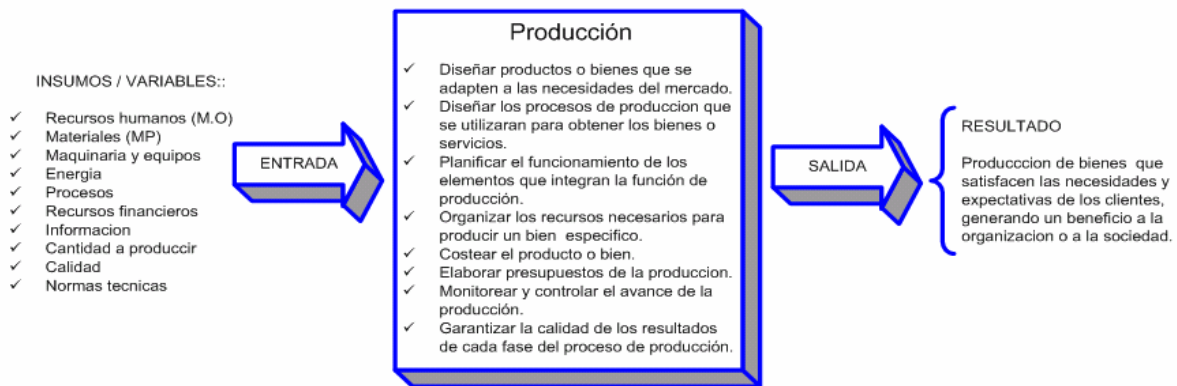 INSUMOS / VARIABLES::
✓ Recursos humanos (M.O)
✓ Materiales (MP)
✓ Maquinaria y equipos
✓ Energia
✓ Procesos
✓ Recursos financieros
✓ Informacion
✓ Cantidad a produccir
✓ Calidad
✓ Normas tecnicas
ENTRADA
Producción
✓ Diseñar productos o bienes que se
adapten a las necesidades del mercado.
✓ Diseñar los procesos de produccion que
se utilizaran para obtener los bienes o
servicios.
✓ Planificar el funcionamiento de los
elementos que integran la función de
producción.
✓ Organizar los recursos necesarios para
producir un bien especifico.
✓ Costear el producto o bien.
✓ Elaborar presupuestos de la produccion.
✓ Monitorear y controlar el avance de la
producción.
✓ Garantizar la calidad de los resultados
de cada fase del proceso de producción.
SALIDA
RESULTADO
Producccion de bienes que
satisfacen las necesidades y
expectativas de los clientes,
generando un beneficio a la
organizacion o a la sociedad.